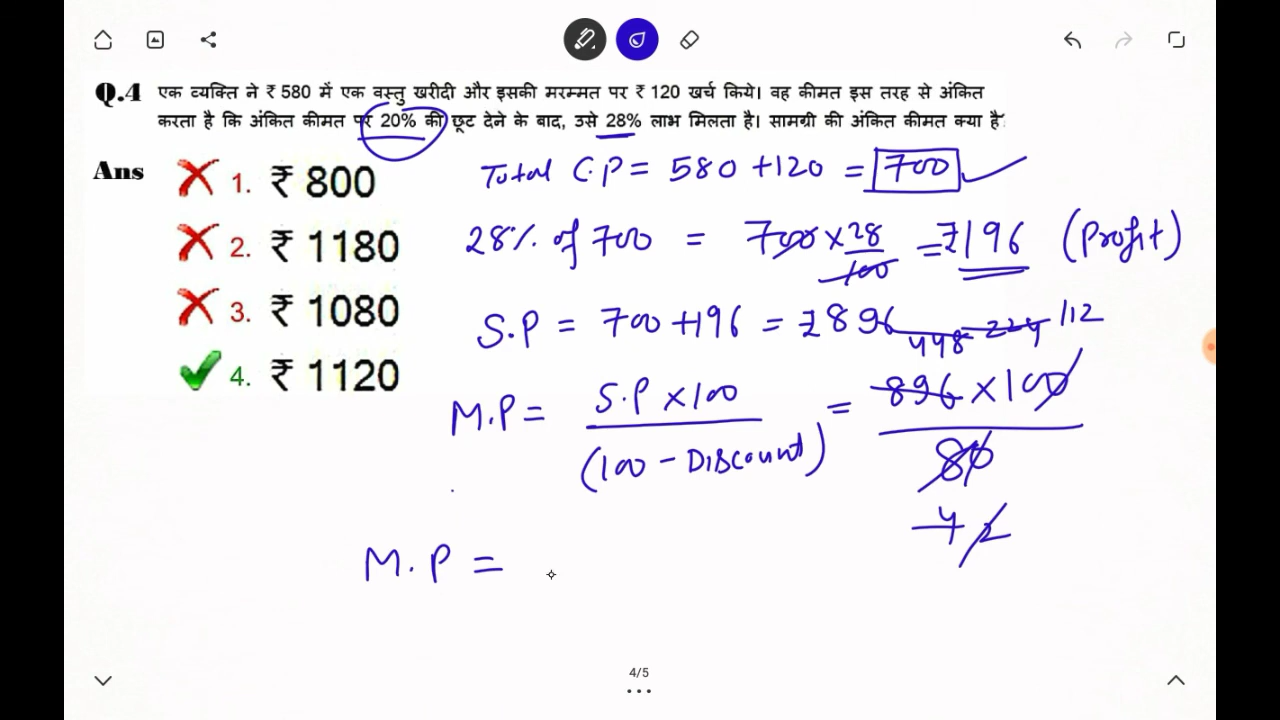 Q.4 एक व्यक्ति ने ₹ 580 में एक वस्तु खरीदी और इसकी मरम्मत पर ₹ 120 खर्च किये। वह कीमत इस तरह से अंकित
करता है कि अंकित कीमत पर 20% की छूट देने के बाद, उसे 28% लाभ मिलता है। सामग्री की अंकित कीमत क्या है?
Ans
1. ₹ 800
2. ₹ 1180
3. ₹ 1080
4. ₹ 1120
Total C.P = 580 +120 = 700
28% of 700 = 700 × 28/100 = ₹196 (Profit)
S.P = 700 +196 = ₹896
448 224 112
M.P = S.P ×100 / (100 - Discount) = 896 × 100 / 80
4 2
M.P =
4/5